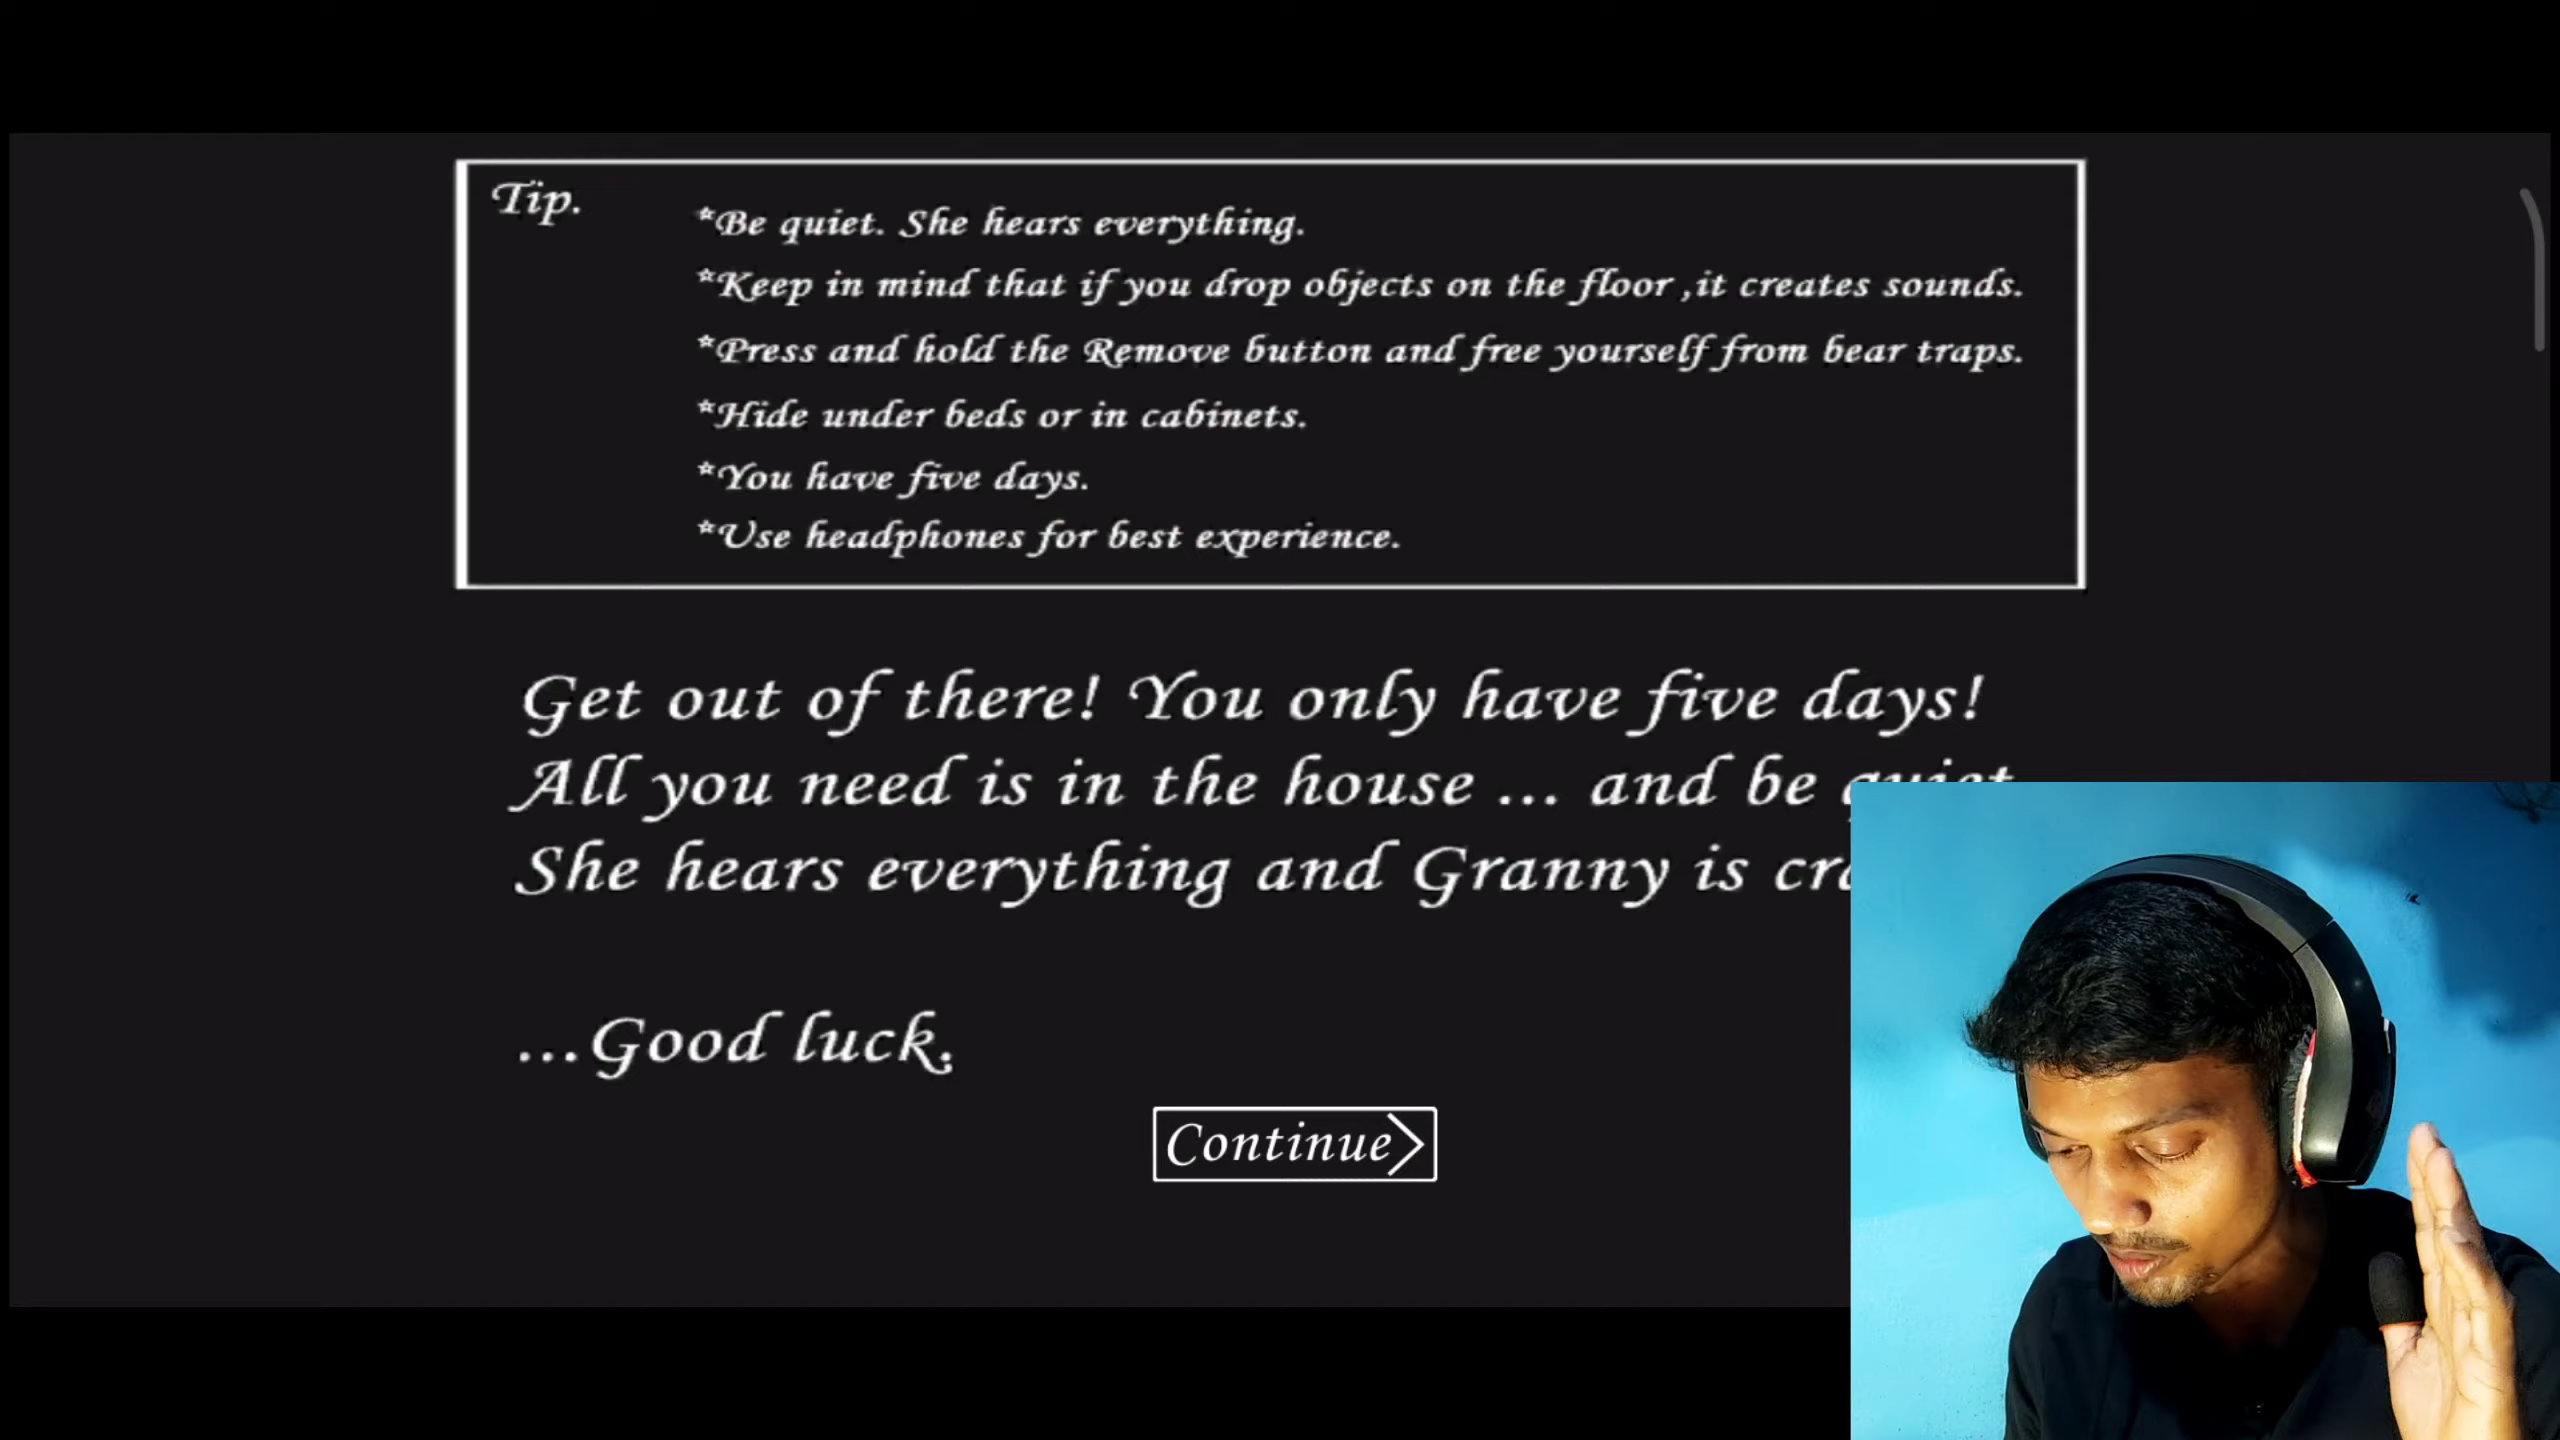 Tip.
*Be quiet. She hears everything.
*Keep in mind that if you drop objects on the floor ,it creates sounds.
*Press and hold the Remove button and free yourself from bear traps.
*Hide under beds or in cabinets.
*You have five days.
*Use headphones for best experience.
Get out of there! You only have five days!
All you need is in the house ... and be quiet
She hears everything and Granny is
...Good luck.
Continue>